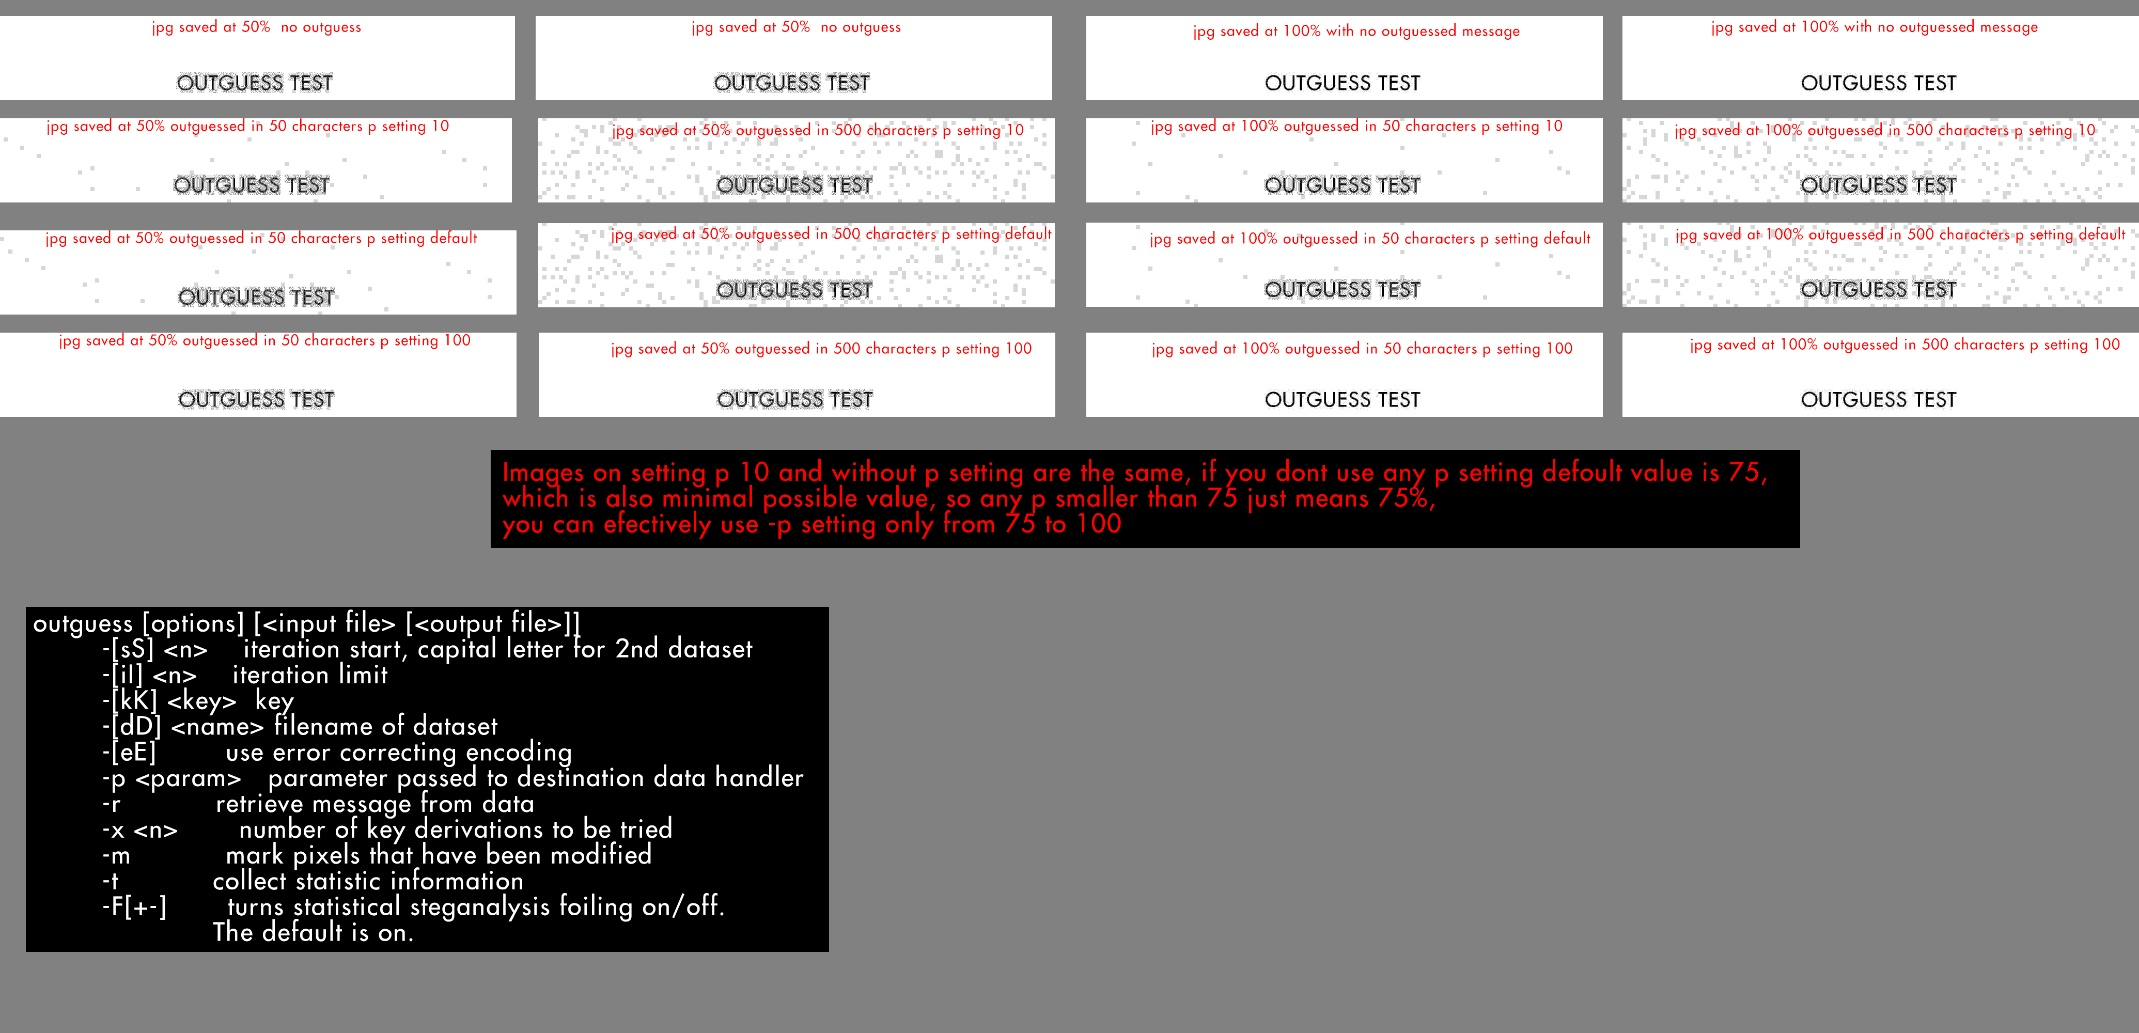 jpg saved at 50%  no outguess
OUTGUESS TEST
jpg saved at 50%  no outguess
OUTGUESS TEST
jpg saved at 100% with no outguessed message
OUTGUESS TEST
jpg saved at 100% with no outguessed message
OUTGUESS TEST
jpg saved at 50% outguessed in 50 characters p setting 10
OUTGUESS TEST
jpg saved at 50% outguessed in 500 characters p setting 10
OUTGUESS TEST
jpg saved at 100% outguessed in 50 characters p setting 10
OUTGUESS TEST
jpg saved at 100% outguessed in 500 characters p setting 10
OUTGUESS TEST
jpg saved at 50% outguessed in 50 characters p setting default
OUTGUESS TEST
jpg saved at 50% outguessed in 500 characters p setting default
OUTGUESS TEST
jpg saved at 100% outguessed in 50 characters p setting default
OUTGUESS TEST
jpg saved at 100% outguessed in 500 characters p setting default
OUTGUESS TEST
jpg saved at 50% outguessed in 50 characters p setting 100
OUTGUESS TEST
jpg saved at 50% outguessed in 500 characters p setting 100
OUTGUESS TEST
jpg saved at 100% outguessed in 50 characters p setting 100
OUTGUESS TEST
jpg saved at 100% outguessed in 500 characters p setting 100
OUTGUESS TEST
Images on setting p 10 and without p setting are the same, if you dont use any p setting defoult value is 75,
which is also minimal possible value, so any p smaller than 75 just means 75%,
you can efectively use -p setting only from 75 to 100
outguess [options] [<input file> [<output file>]]
-[sS] <n> iteration start, capital letter for 2nd dataset
-[iI] <n> iteration limit
-[kK] <key> key
-[dD] <name> filename of dataset
-[eE] use error correcting encoding
-p <param> parameter passed to destination data handler
-r retrieve message from data
-x <n> number of key derivations to be tried
-m mark pixels that have been modified
-t collect statistic information
-F[+-] turns statistical steganalysis foiling on/off.
The default is on.